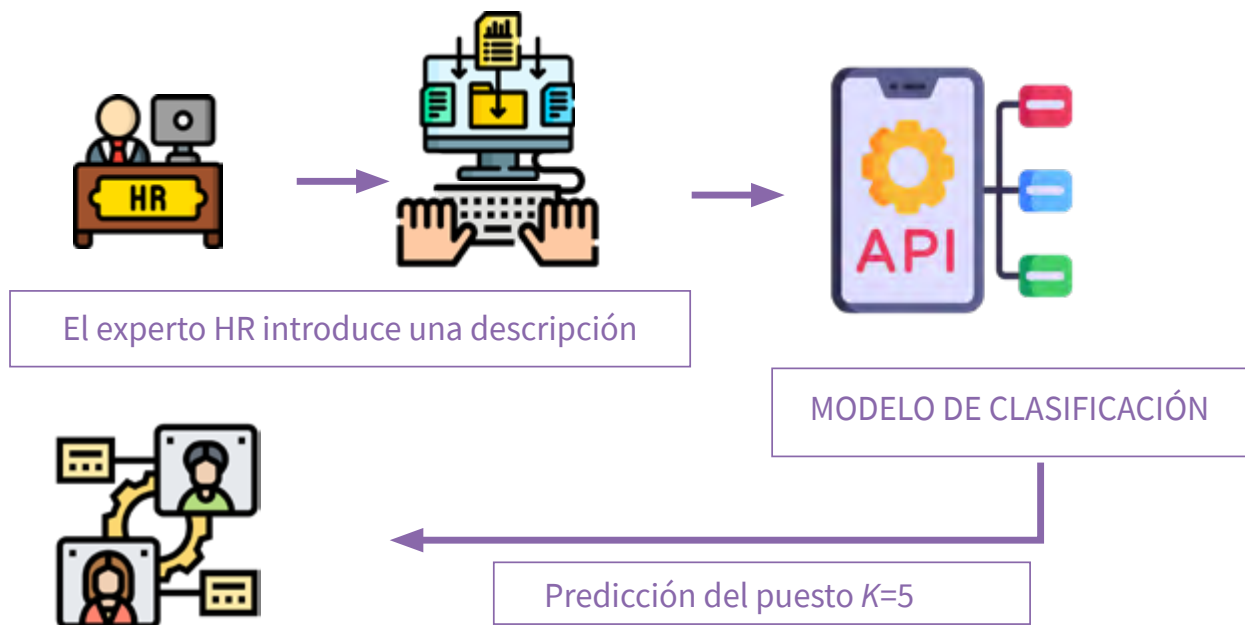 HR
El experto HR introduce una descripción
API
MODELO DE CLASIFICACIÓN
Predicción del puesto K=5